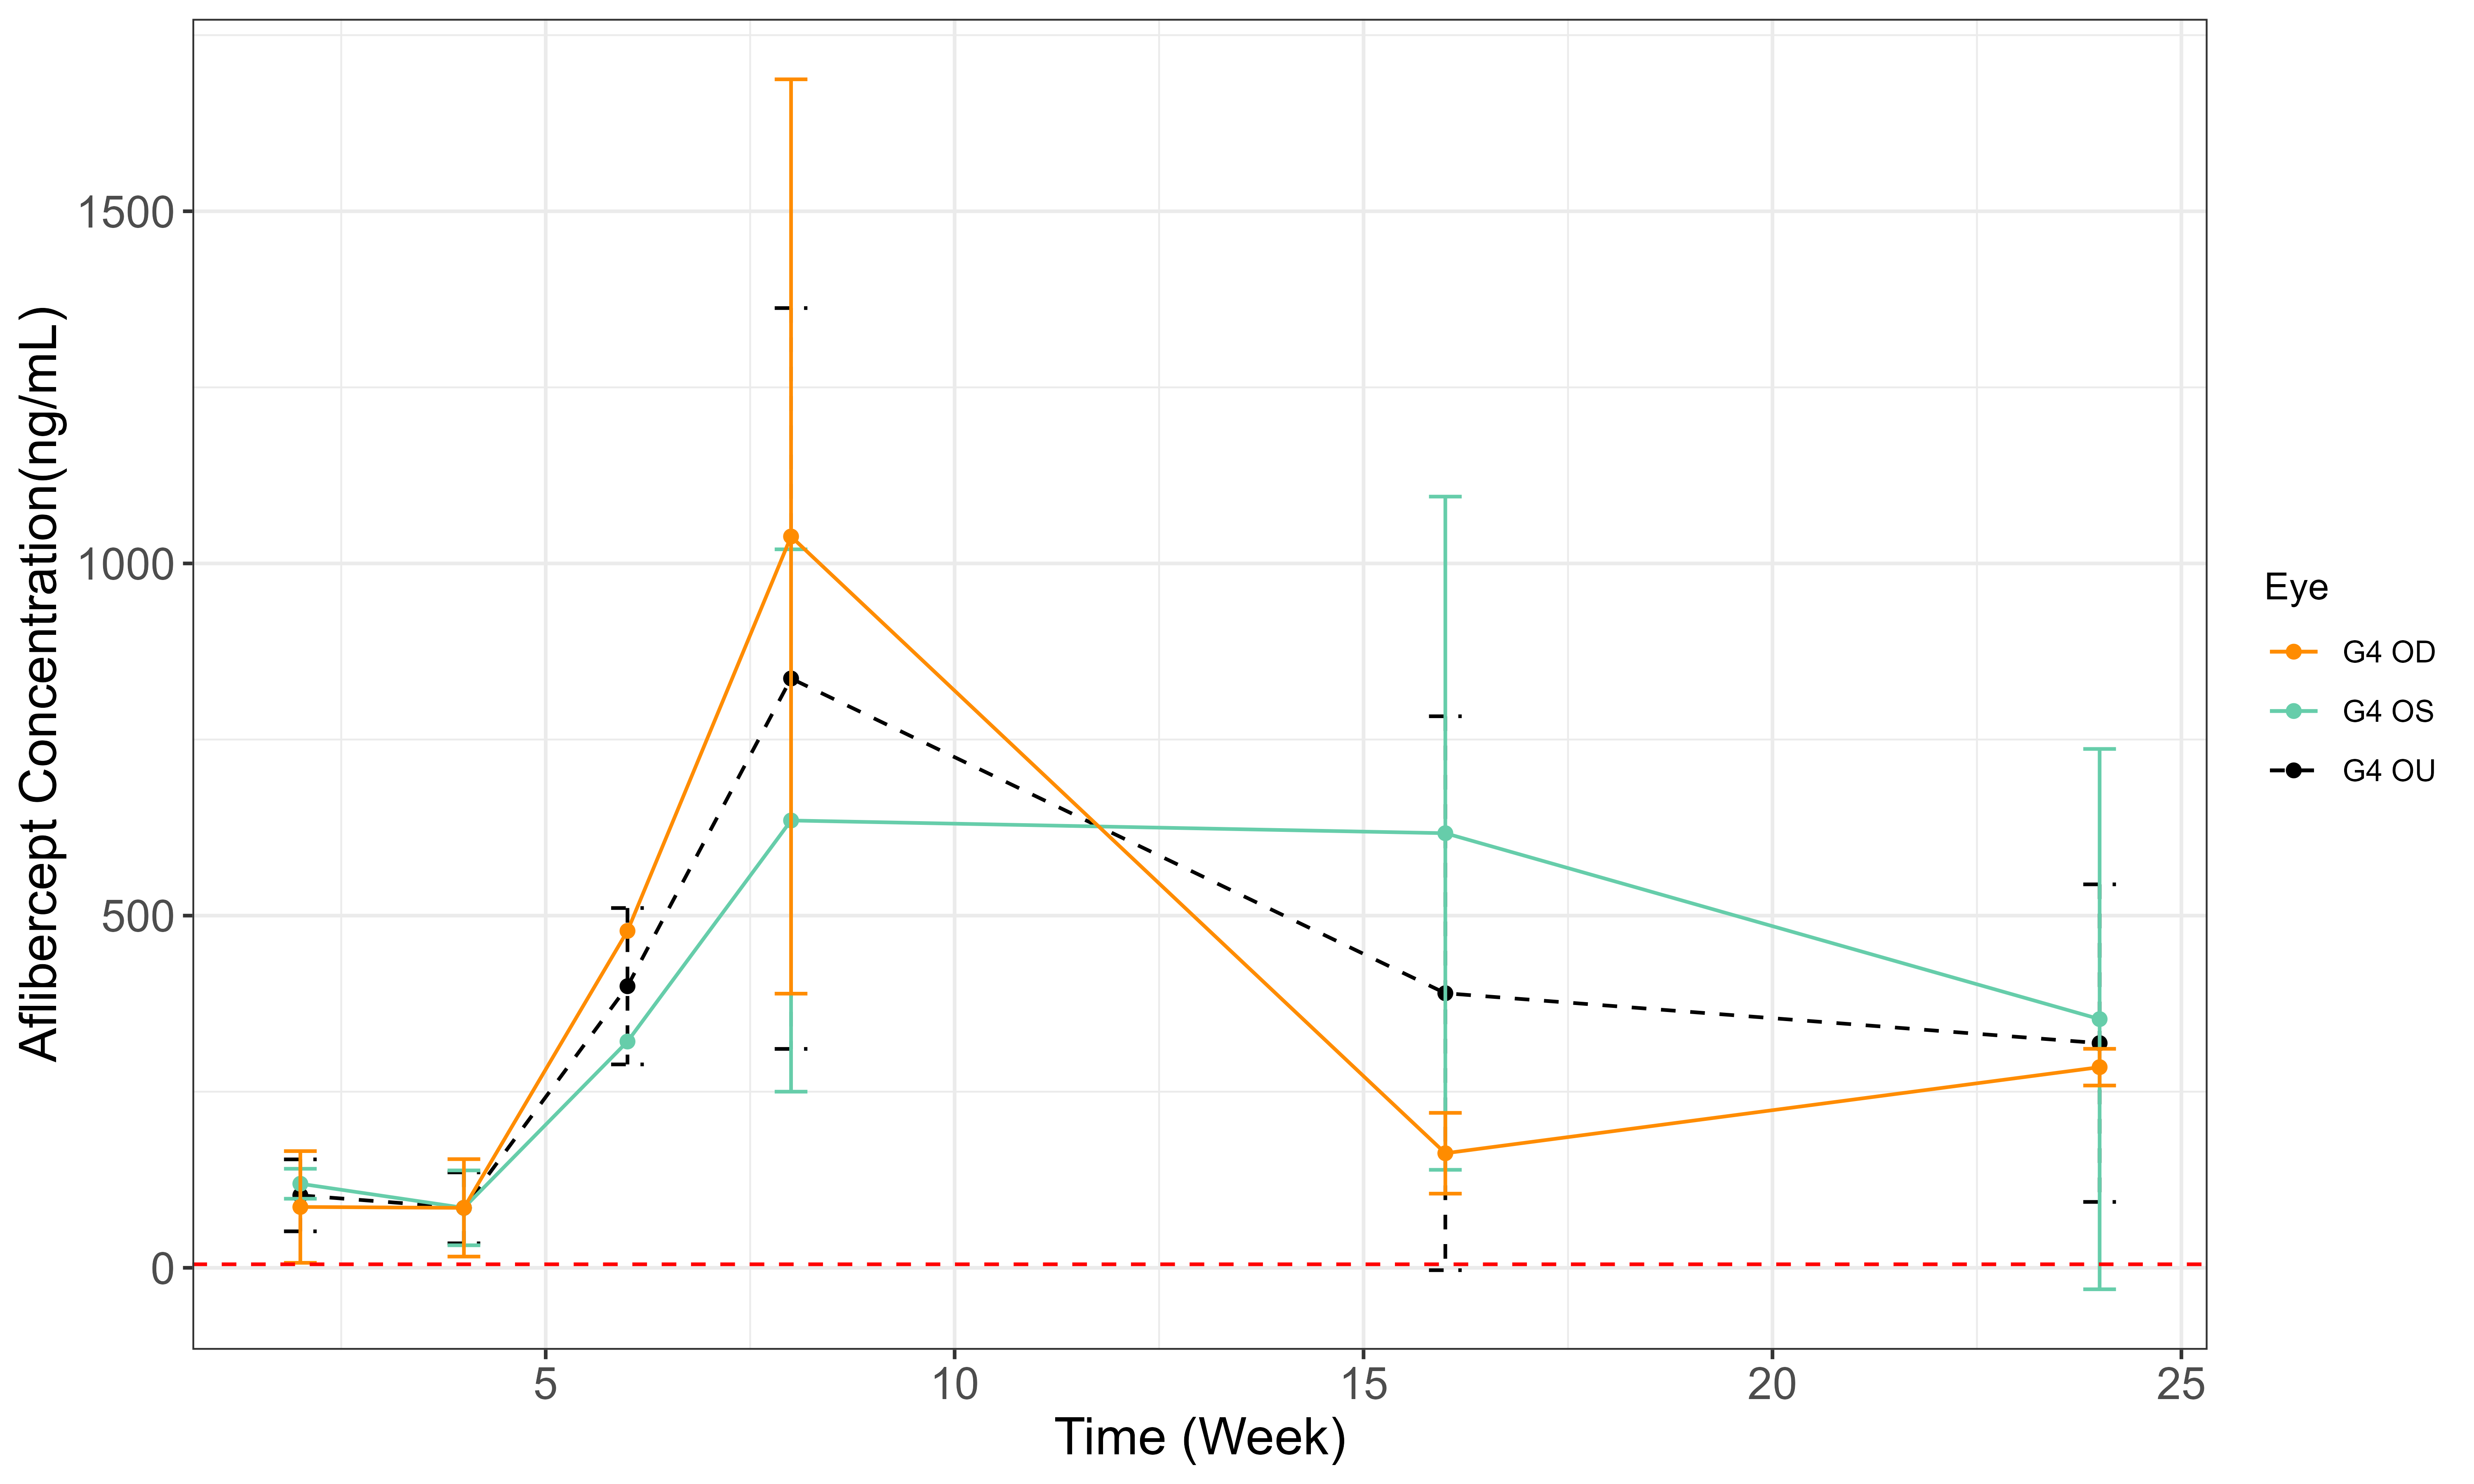 Aflibercept Concentration(ng/mL)
1500
1000
500
0
5 10 15 20 25
Time (Week)
Eye
G4 OD
G4 OS
G4 OU